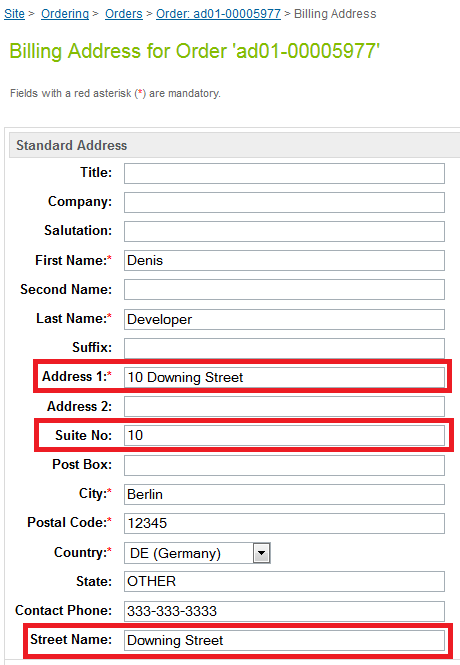 Site > Ordering > Orders > Order: ad01-00005977 > Billing Address
Billing Address for Order 'ad01-00005977'
Fields with a red asterisk (*) are mandatory.
Standard Address
Title:
Company:
Salutation:
First Name:* Denis
Second Name:
Last Name:* Developer
Suffix:
Address 1:* 10 Downing Street
Address 2:
Suite No: 10
Post Box:
City:* Berlin
Postal Code:* 12345
Country:* DE (Germany)
State: OTHER
Contact Phone: 333-333-3333
Street Name: Downing Street